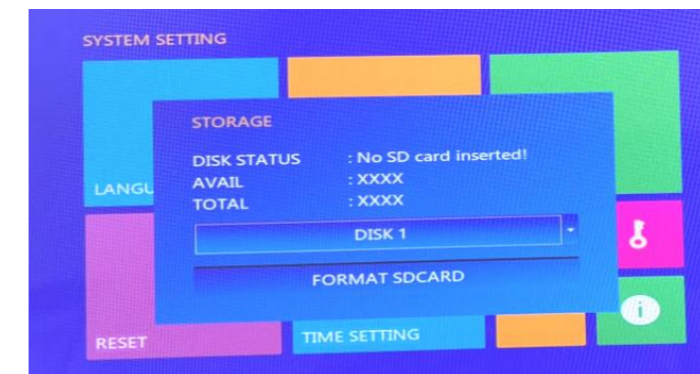 SYSTEM SETTING
STORAGE
DISK STATUS : No SD card inserted!
AVAIL : XXXX
TOTAL : XXXX
DISK 1
FORMAT SDCARD
LANGU
RESET
TIME SETTING
i